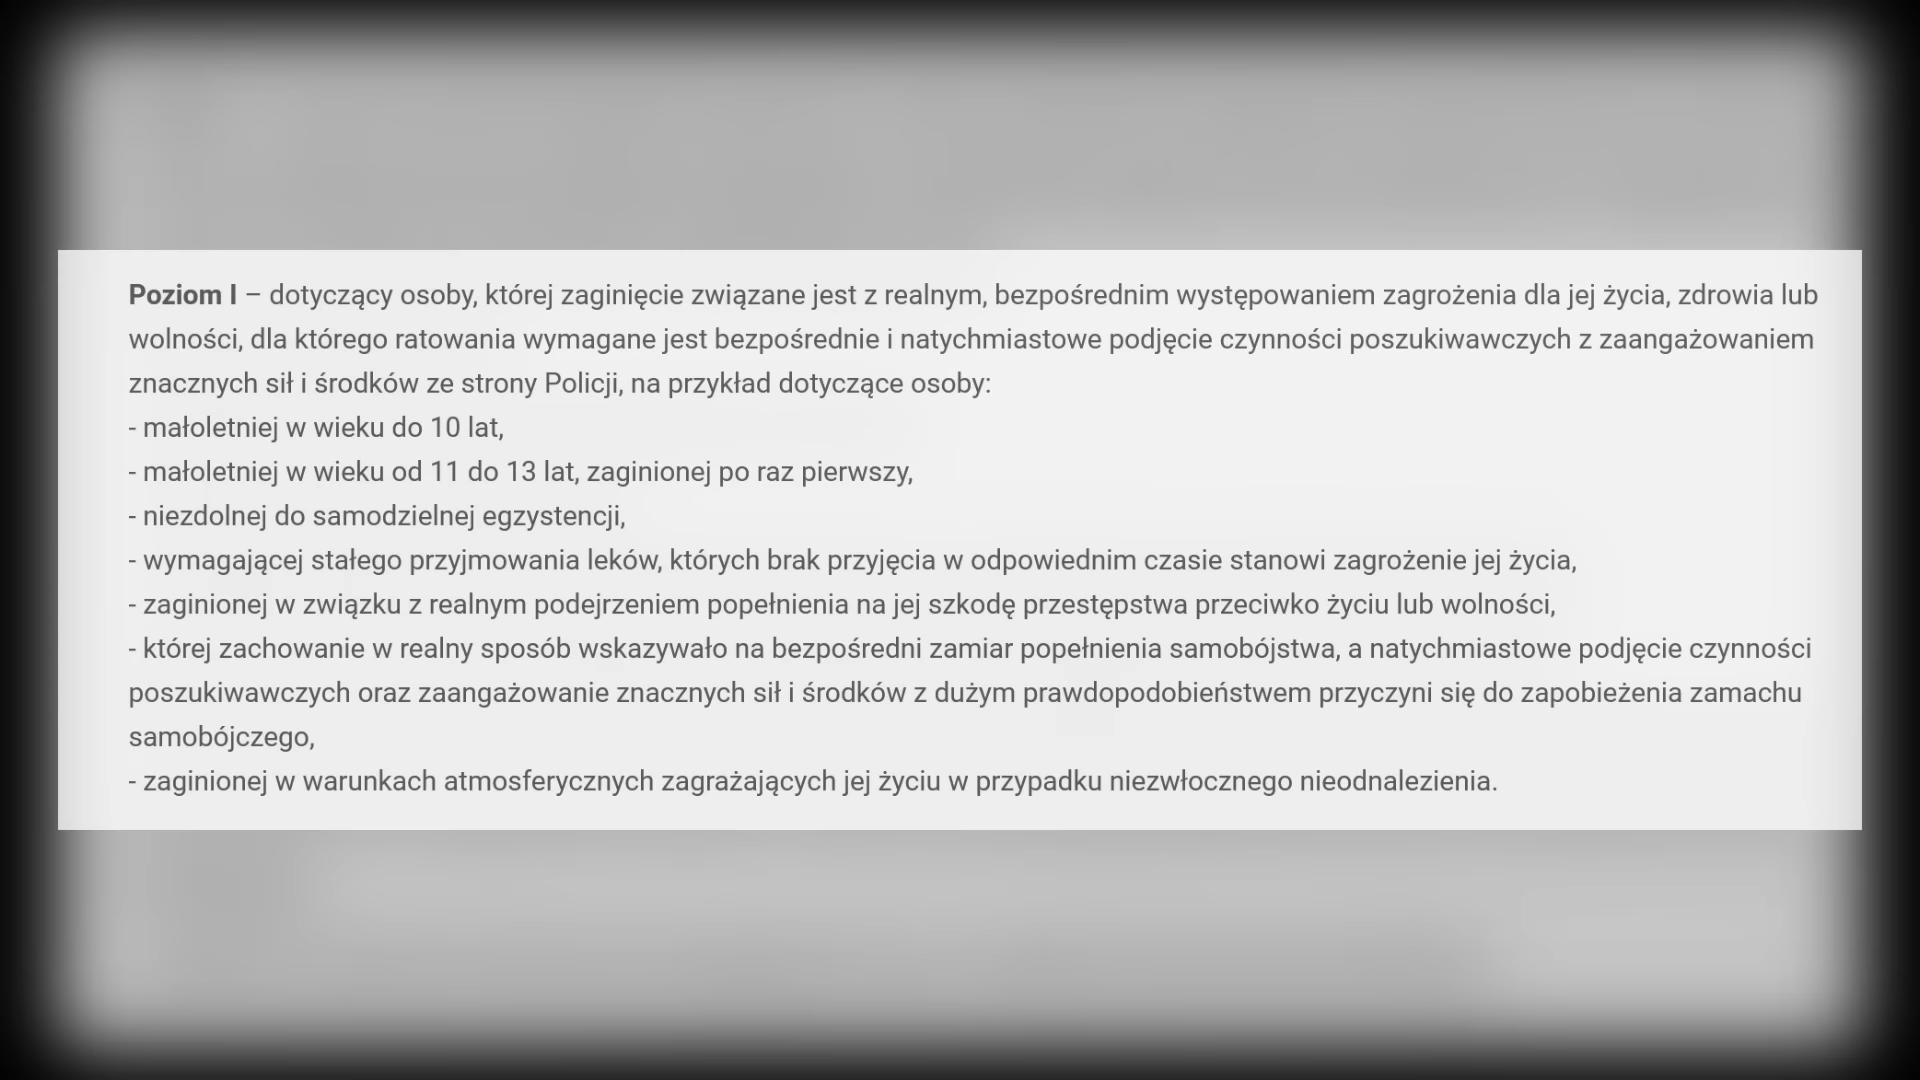 Poziom I – dotyczący osoby, której zaginięcie związane jest z realnym, bezpośrednim występowaniem zagrożenia dla jej życia, zdrowia lub
wolności, dla którego ratowania wymagane jest bezpośrednie i natychmiastowe podjęcie czynności poszukiwawczych z zaangażowaniem
znacznych sił i środków ze strony Policji, na przykład dotyczące osoby:
- małoletniej w wieku do 10 lat,
- małoletniej w wieku od 11 do 13 lat, zaginionej po raz pierwszy,
- niezdolnej do samodzielnej egzystencji,
- wymagającej stałego przyjmowania leków, których brak przyjęcia w odpowiednim czasie stanowi zagrożenie jej życia,
- zaginionej w związku z realnym podejrzeniem popełnienia na jej szkodę przestępstwa przeciwko życiu lub wolności,
- której zachowanie w realny sposób wskazywało na bezpośredni zamiar popełnienia samobójstwa, a natychmiastowe podjęcie czynności
poszukiwawczych oraz zaangażowanie znacznych sił i środków z dużym prawdopodobieństwem przyczyni się do zapobieżenia zamachu
samobójczego,
- zaginionej w warunkach atmosferycznych zagrażających jej życiu w przypadku niezwłocznego nieodnalezienia.